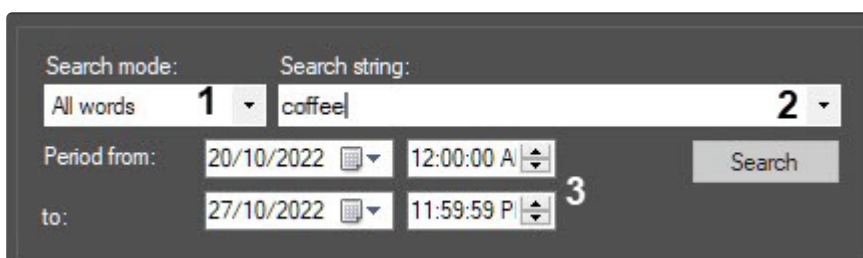 Search mode: Search string:
All words 1 coffee 2
Period from: 20/10/2022 12:00:00 A
Search
3
to: 27/10/2022 11:59:59 P